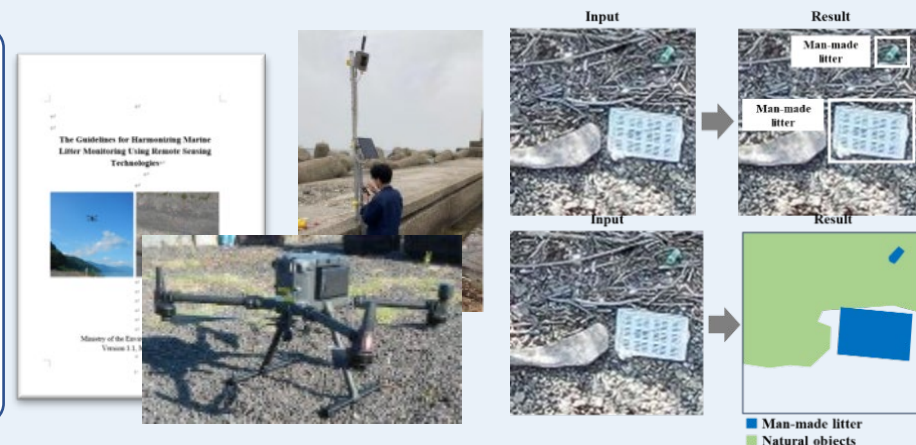 The Guidelines for Harmonizing Marine
Litter Monitoring Using Remote Sensing
Technologies
Ministry of the Envi
Version 1.1,
Input
Result
Man-made
litter
Man-made
litter
Input
Result
Man-made litter
Natural objects